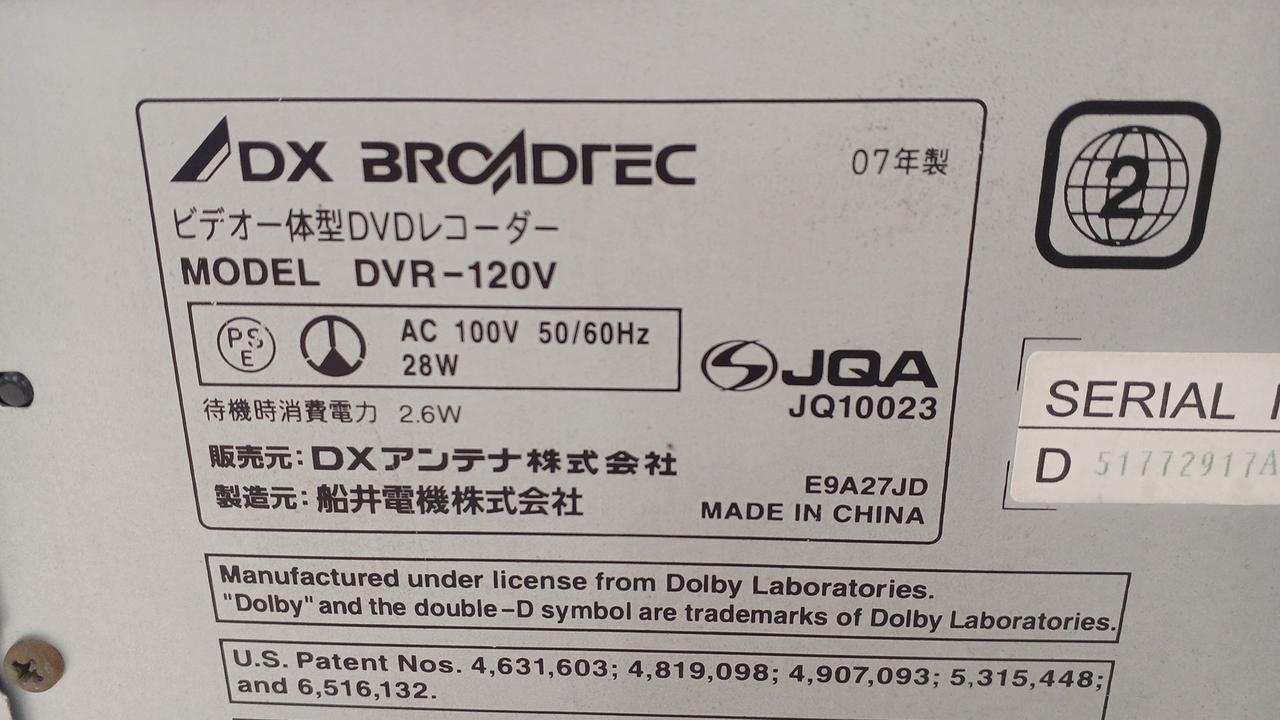 DX BROADTEC
07年製
ビデオ一体型DVDレコーダー
MODEL DVR-120V
PS
E
AC 100V 50/60Hz
28W
待機時消費電力 2.6W
JQA
JQ10023
販売元:DXアンテナ株式会社
製造元:船井電機株式会社
E9A27JD
MADE IN CHINA
2
SERIAL
D 51772917A
Manufactured under license from Dolby Laboratories.
"Dolby" and the double-D symbol are trademarks of Dolby Laboratories.
U.S. Patent Nos. 4,631,603; 4,819,098; 4,907,093; 5,315,448;
and 6,516,132.